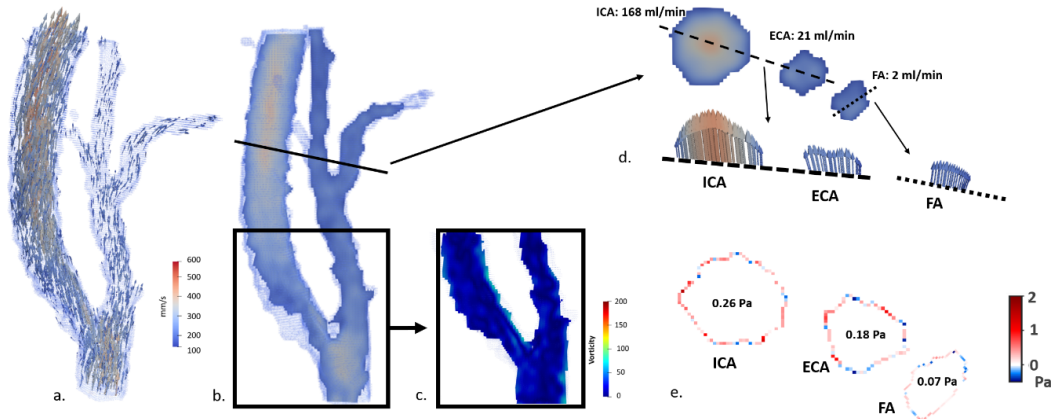 600
500
400
300
200
100
mm/s
a.
b.
200
150
100
50
0
Vorticity
c.
ICA: 168 ml/min
ECA: 21 ml/min
FA: 2 ml/min
d.
ICA
ECA
FA
0.26 Pa
ICA
0.18 Pa
ECA
0.07 Pa
FA
e.
2
1
0
Pa